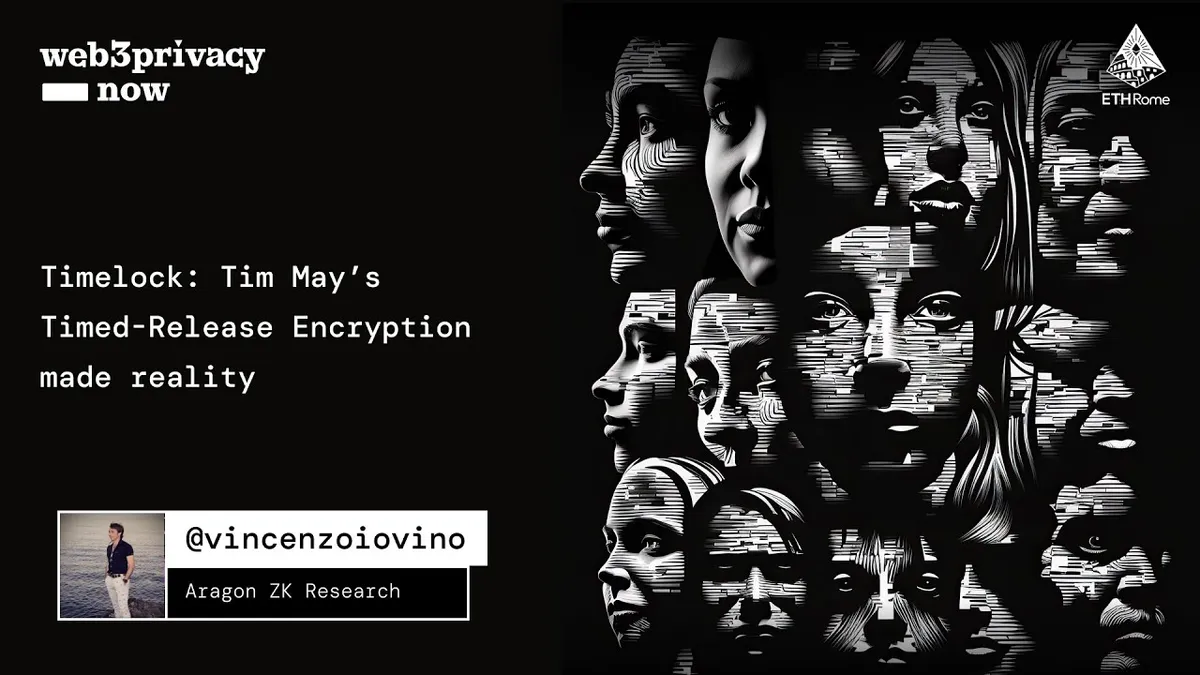 web3privacy
now
ETHRome
Timelock: Tim May’s
Timed-Release Encryption
made reality
@vincenzoiovino
Aragon ZK Research